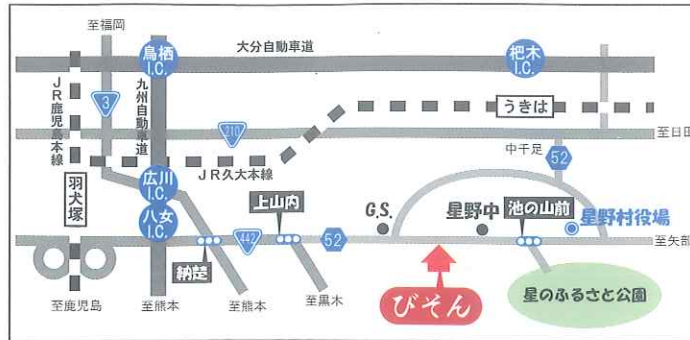 至福岡
鳥栖
I.C.
大分自動車道
杷木
I.C.
JR鹿児島本線
3
九州自動車道
うきは
210
至日田
JR久大本線
中千足
52
羽犬塚
広川
I.C.
八女
I.C.
上山内
G.S.
星野中
池の山前
星野村役場
442
52
至矢部
納楚
びそん
星のふるさと公園
至鹿児島
至熊本
至熊本
至黒木